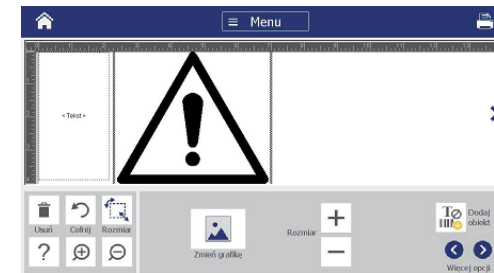 Menu
< Tekst >
Usuń
Cofnij
Rozmiar
Zmień grafikę
Rozmiar
Dodaj
obiekt
Więcej opcji